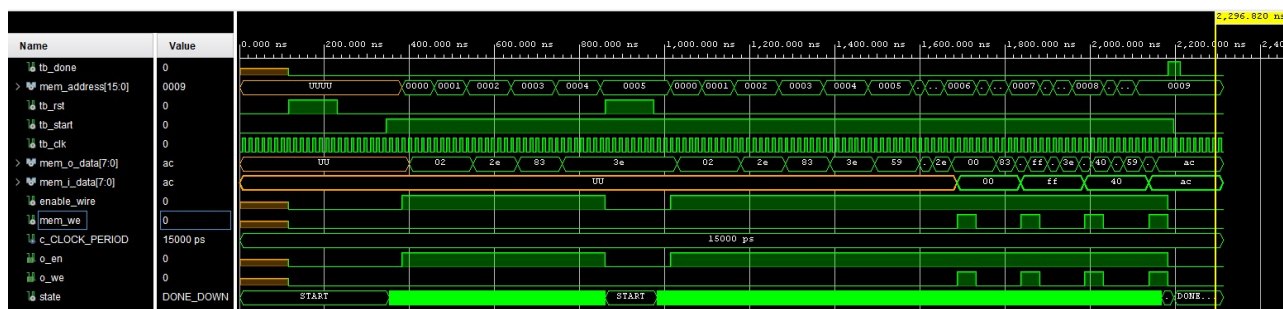 2,296.820 ns
Name Value 0.000 ns 200.000 ns 400.000 ns 600.000 ns 800.000 ns 1,000.000 ns 1,200.000 ns 1,400.000 ns 1,600.000 ns 1,800.000 ns 2,000.000 ns 2,200.000 ns 2,40
tb_done 0
mem_address[15:0] 0009 UUUU 0000 0001 0002 0003 0004 0005 0000 0001 0002 0003 0004 0005 . .. 0006 . .. 0007 . . .. 0008 . . .. 0009
tb_rst 0
tb_start 0
tb_clk 0
mem_o_data[7:0] ac UU 02 2e 83 3e 02 2e 83 3e 59 . 2e 00 83 . ff . 3e . 40 . 59 . ac
mem_i_data[7:0] ac UU 00 ff 40 ac
enable_wire 0
mem_we 0
c_CLOCK_PERIOD 15000 ps 15000 ps
o_en 0
o_we 0
state DONE_DOWN START START . DONE...